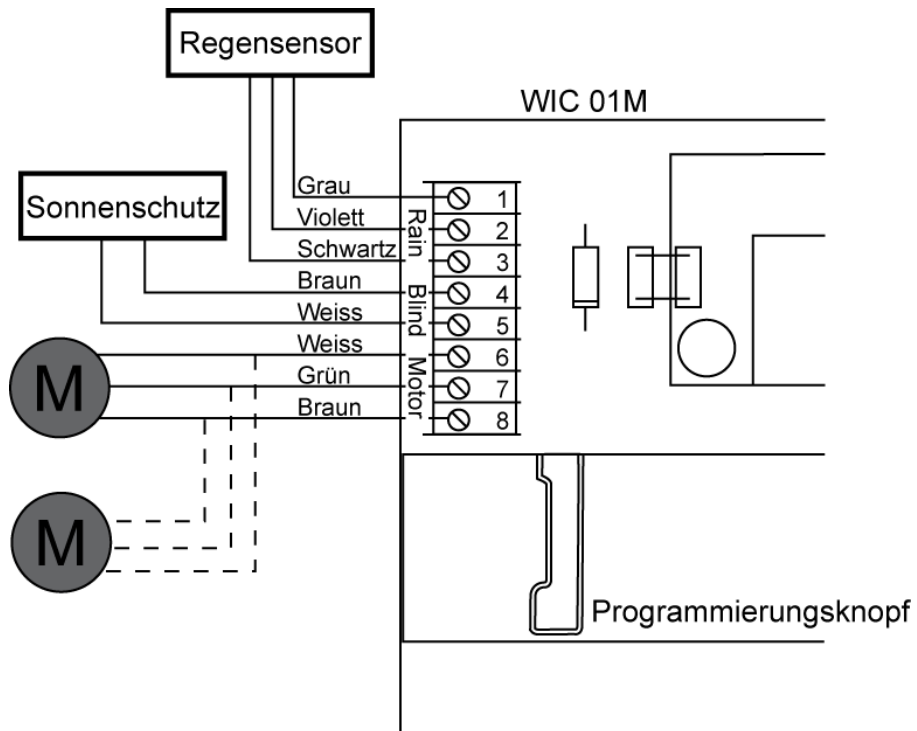 Regensensor
WIC 01M
Sonnenschutz
Grau
Violett
Schwartz
Braun
Weiss
Weiss
Grün
Braun
Rain
Blind
Motor
1
2
3
4
5
6
7
8
M
M
Programmierungsknopf